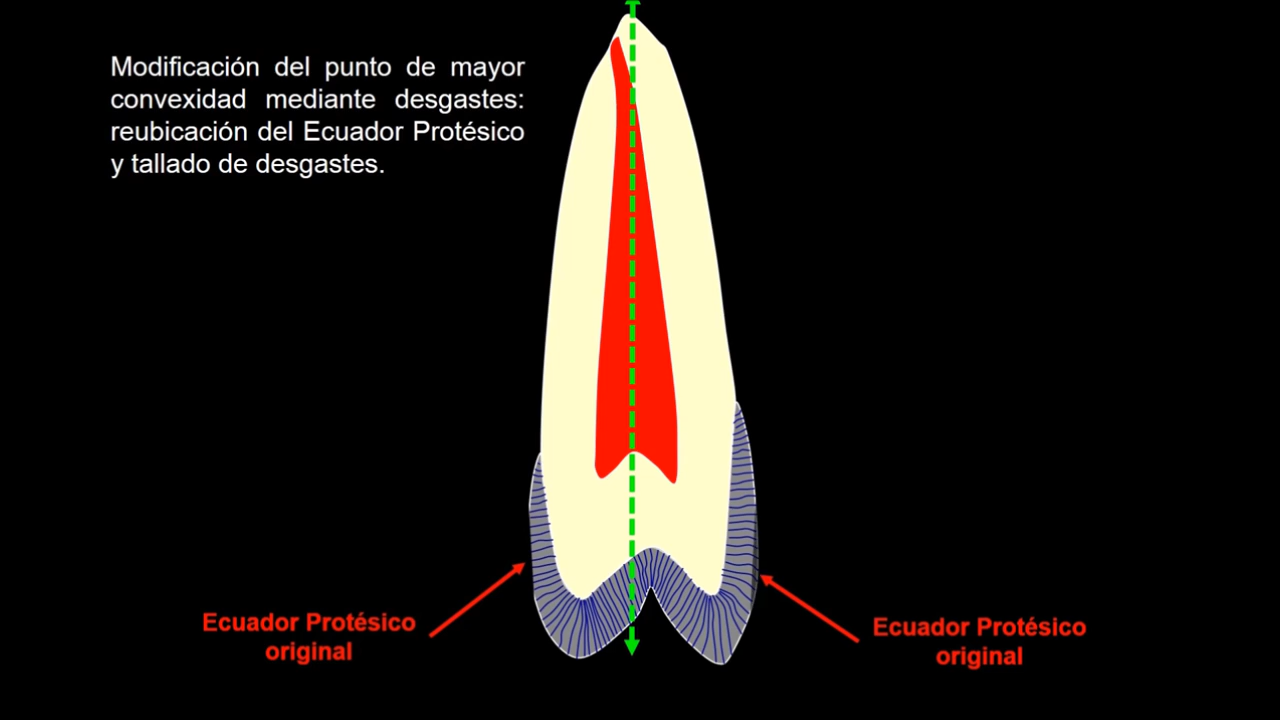 Modificación del punto de mayor
convexidad mediante desgastes:
reubicación del Ecuador Protésico
y tallado de desgastes.
Ecuador Protésico
original
Ecuador Protésico
original